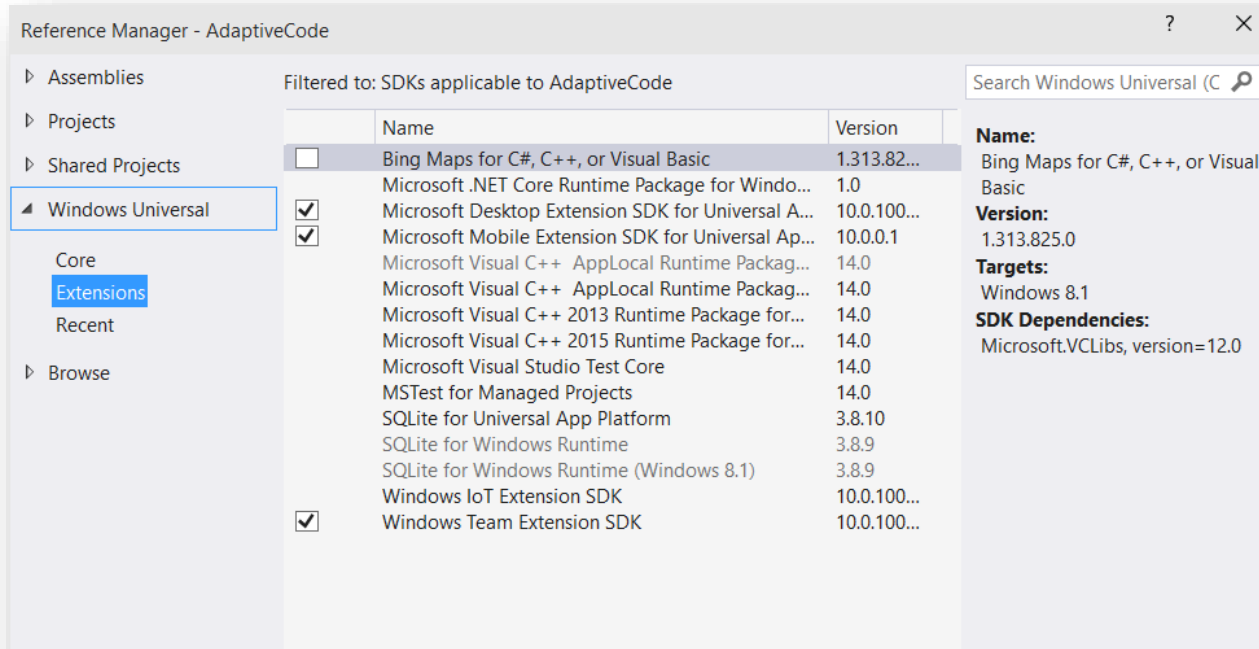 Reference Manager - AdaptiveCode ? ×
Assemblies
Projects
Shared Projects
Windows Universal
Core
Extensions
Recent
Browse
Filtered to: SDKs applicable to AdaptiveCode
Name Version
Bing Maps for C#, C++, or Visual Basic 1.313.82...
Microsoft .NET Core Runtime Package for Windo... 1.0
Microsoft Desktop Extension SDK for Universal A... 10.0.100...
Microsoft Mobile Extension SDK for Universal Ap... 10.0.0.1
Microsoft Visual C++ AppLocal Runtime Packag... 14.0
Microsoft Visual C++ AppLocal Runtime Packag... 14.0
Microsoft Visual C++ 2013 Runtime Package for... 14.0
Microsoft Visual C++ 2015 Runtime Package for... 14.0
Microsoft Visual Studio Test Core 14.0
MSTest for Managed Projects 14.0
SQLite for Universal App Platform 3.8.10
SQLite for Windows Runtime 3.8.9
SQLite for Windows Runtime (Windows 8.1) 3.8.9
Windows IoT Extension SDK 10.0.100...
Windows Team Extension SDK 10.0.100...
Search Windows Universal (C
Name:
Bing Maps for C#, C++, or Visual
Basic
Version:
1.313.825.0
Targets:
Windows 8.1
SDK Dependencies:
Microsoft.VCLibs, version=12.0